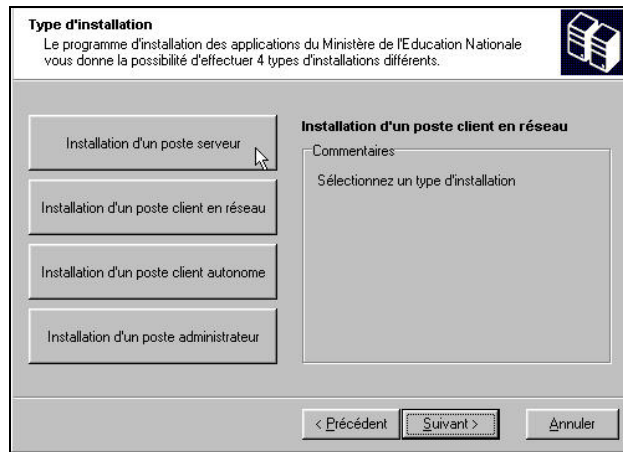 Type d'installation
Le programme d'installation des applications du Ministère de l'Education Nationale
vous donne la possibilité d'effectuer 4 types d'installations différents.
Installation d'un poste serveur
Installation d'un poste client en réseau
Installation d'un poste client autonome
Installation d'un poste administrateur
Installation d'un poste client en réseau
Commentaires
Sélectionnez un type d'installation
< Précédent
Suivant >
Annuler